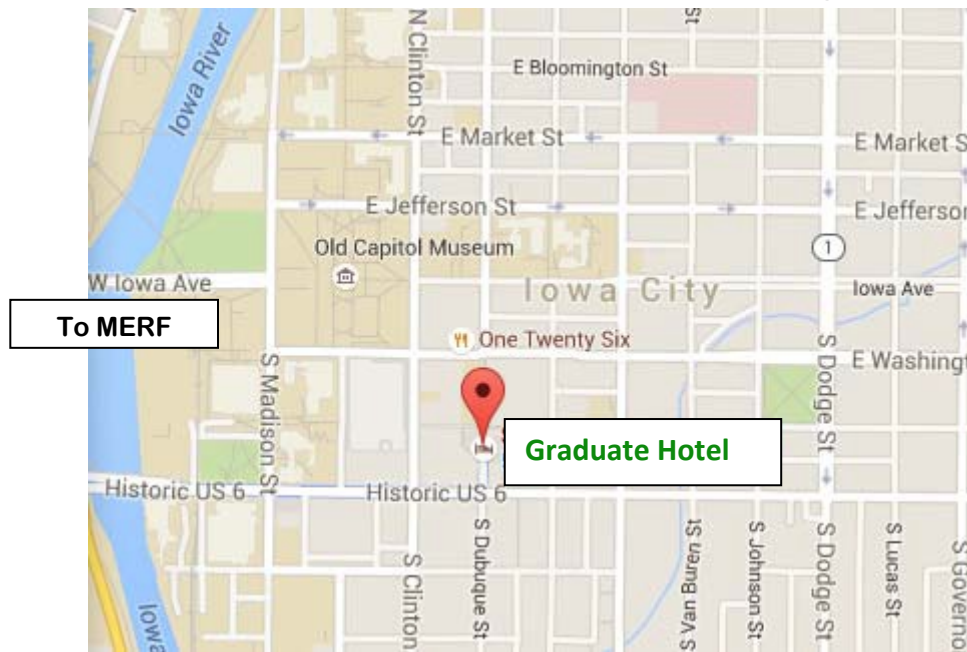 St
Iowa River
N Clinton St
E Bloomington St
E Market St
E Market S
E Jefferson St
E Jefferson
Old Capitol Museum
1
W Iowa Ave
Iowa City
Iowa Ave
To MERF
One Twenty Six
E Washingt
S Madison St
S Dodge St
Graduate Hotel
Historic US 6
Historic US 6
S Clinton
S Dubuque St
S Van Buren St
S Johnson St
S Dodge St
S Lucas St
S Governo
Iowa